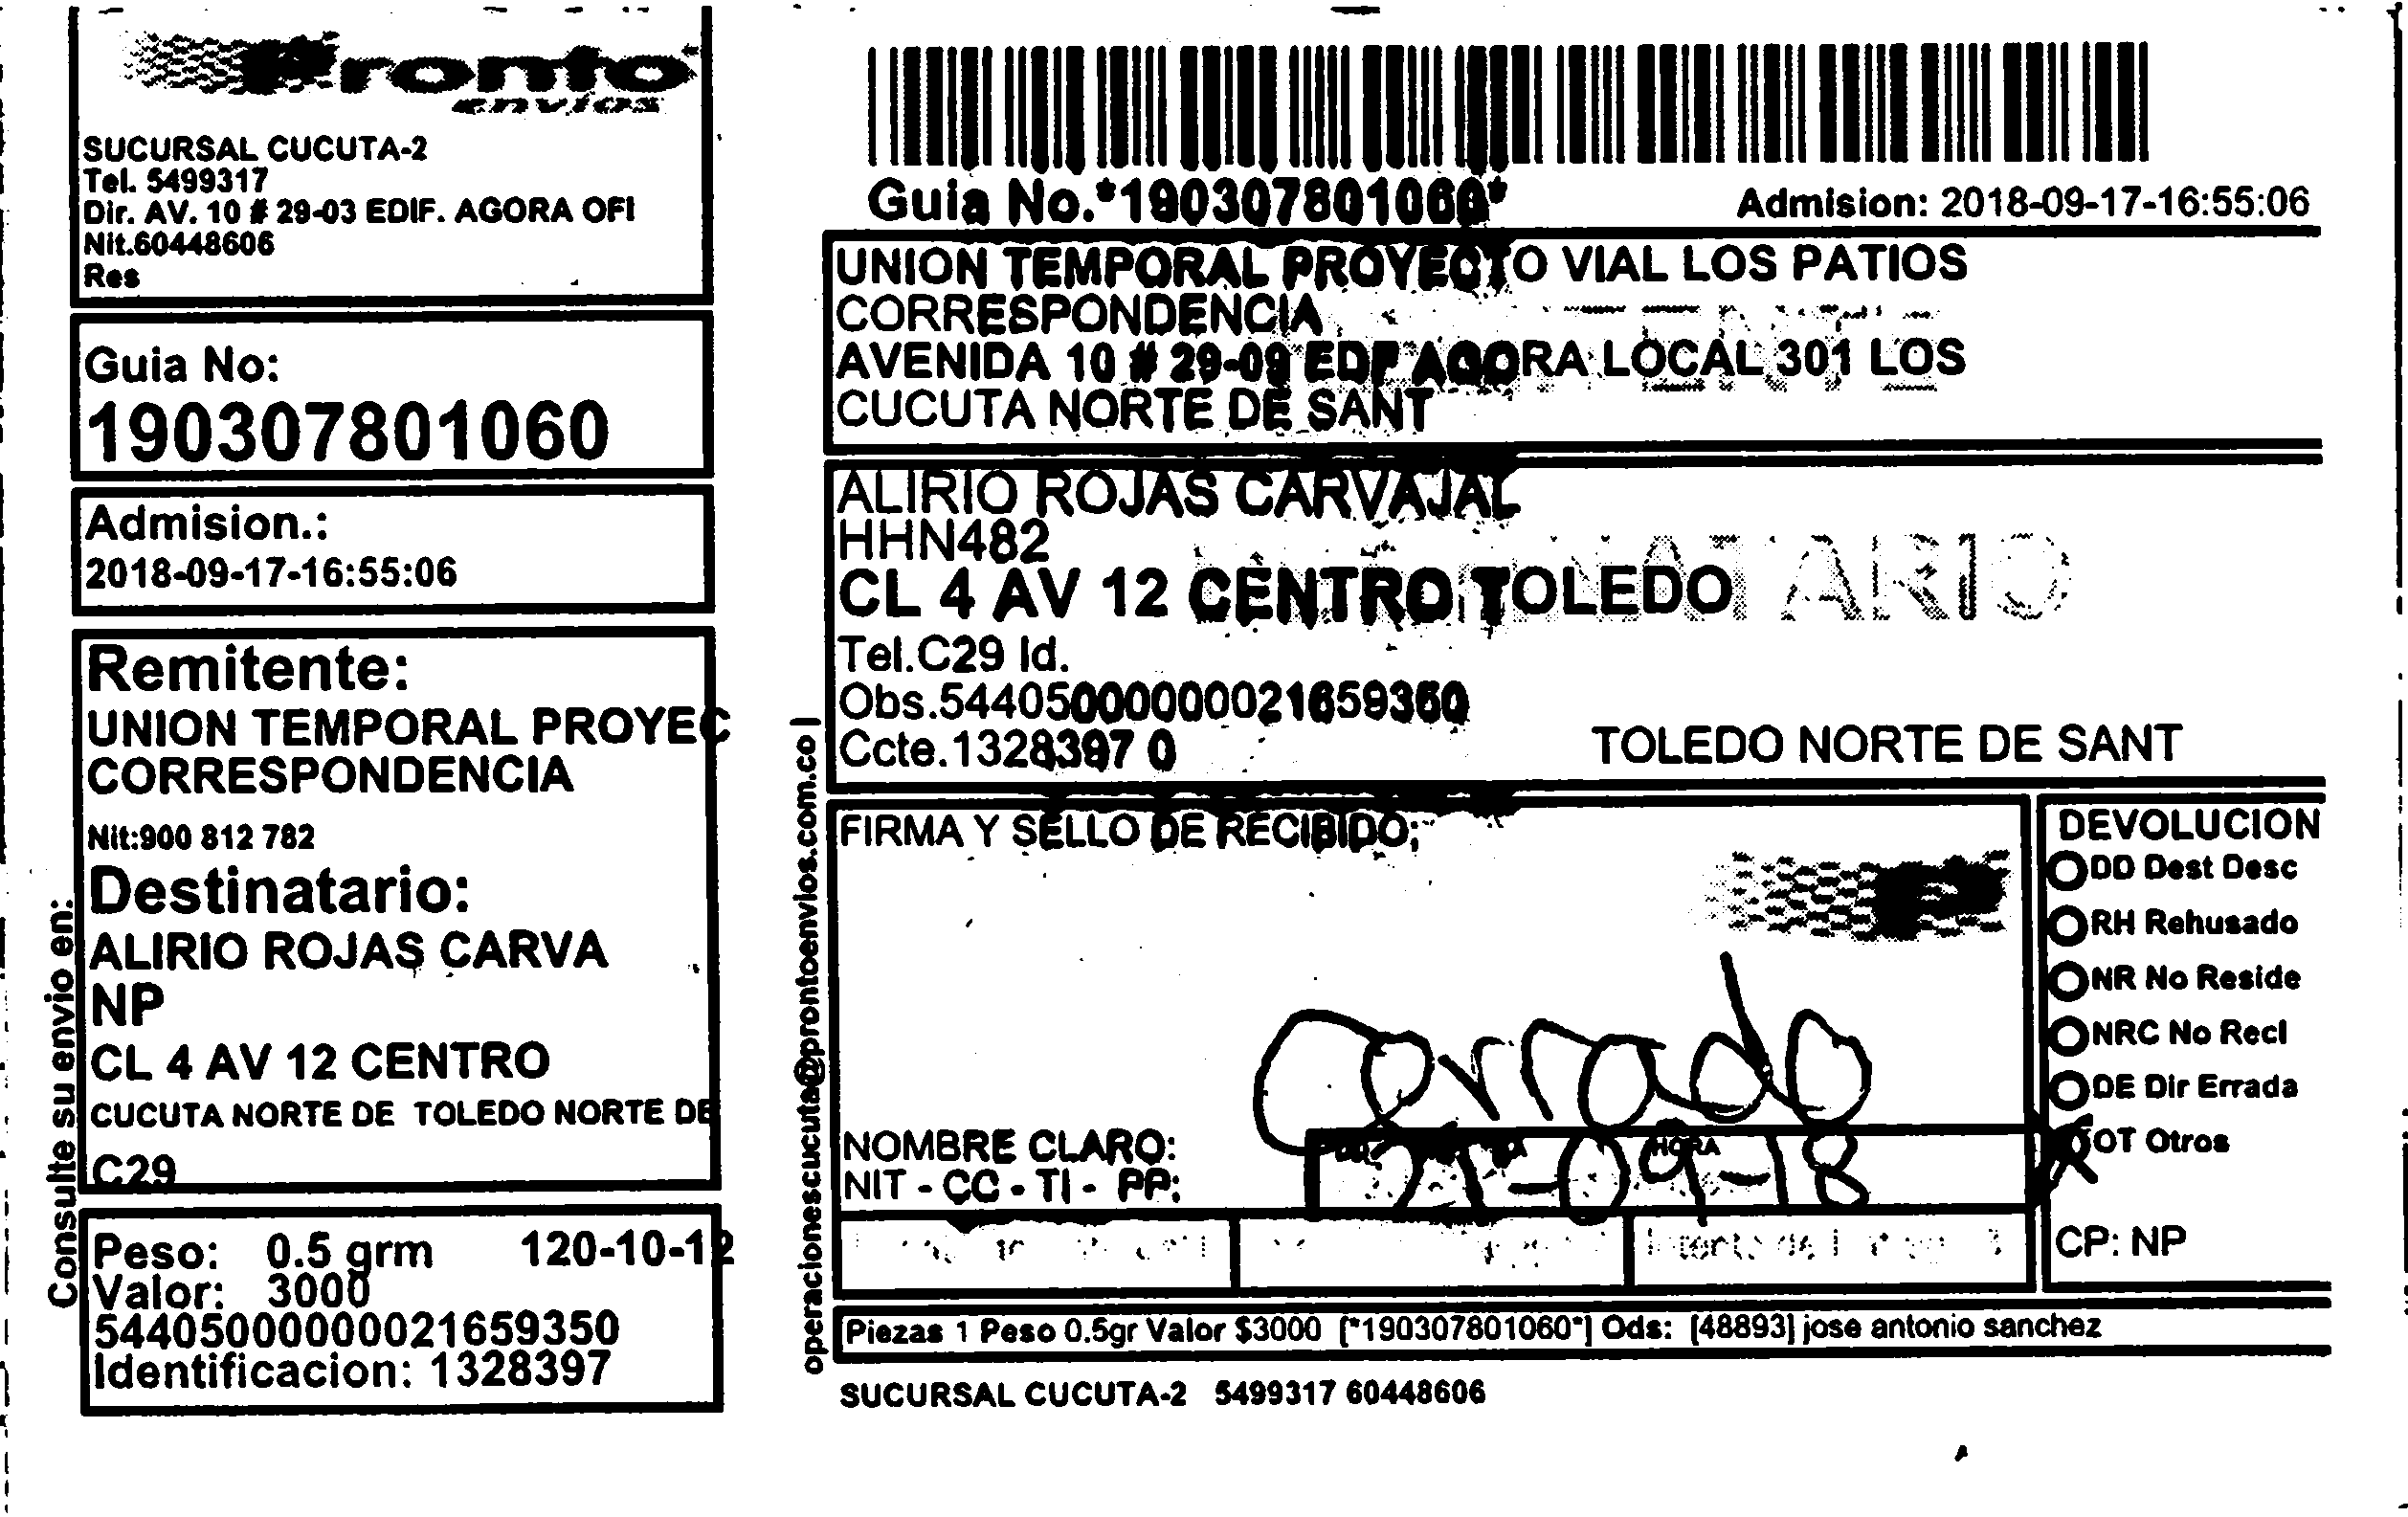 Pronto
envíos
SUCURSAL CUCUTA-2
Tel. 5499317
Dir. AV. 10 # 29-03 EDIF. AGORA OFI
Nit.60448606
Res
Guia No:
190307801060
Admision.:
2018-09-17-16:55:06
Remitente:
UNION TEMPORAL PROYEC
CORRESPONDENCIA
Nit:900 812 782
Destinatario:
ALIRIO ROJAS CARVA
NP
CL 4 AV 12 CENTRO
CUCUTA NORTE DE TOLEDO NORTE DE
C29
Peso: 0.5 grm 120-10-12
Valor: 3000
544050000000021659350
Identificacion: 1328397
Consulte su envio en:
operacionescucuta@prontoenvios.com.co |
Guia No.*190307801060*
Admision: 2018-09-17-16:55:06
UNION TEMPORAL PROYECTO VIAL LOS PATIOS
CORRESPONDENCIA
AVENIDA 10 # 29-09 EDF AGORA LOCAL 301 LOS
CUCUTA NORTE DE SANT
ALIRIO ROJAS CARVAJAL
HHN482
CL 4 AV 12 CENTRO TOLEDO
Tel.C29 Id.
Obs.544050000000021659350
Ccte.1328397 0
TOLEDO NORTE DE SANT
FIRMA Y SELLO DE RECIBIDO:
Cerrado
21-09-18
HORA
NOMBRE CLARO:
NIT - CC - TI - PP:
DEVOLUCION
DD Dest Desc
RH Rehusado
NR No Reside
NRC No Recl
DE Dir Errada
OT Otros
CP: NP
Piezas 1 Peso 0.5gr Valor $3000 [*190307801060*] Ods: [48893] jose antonio sanchez
SUCURSAL CUCUTA-2 5499317 60448606